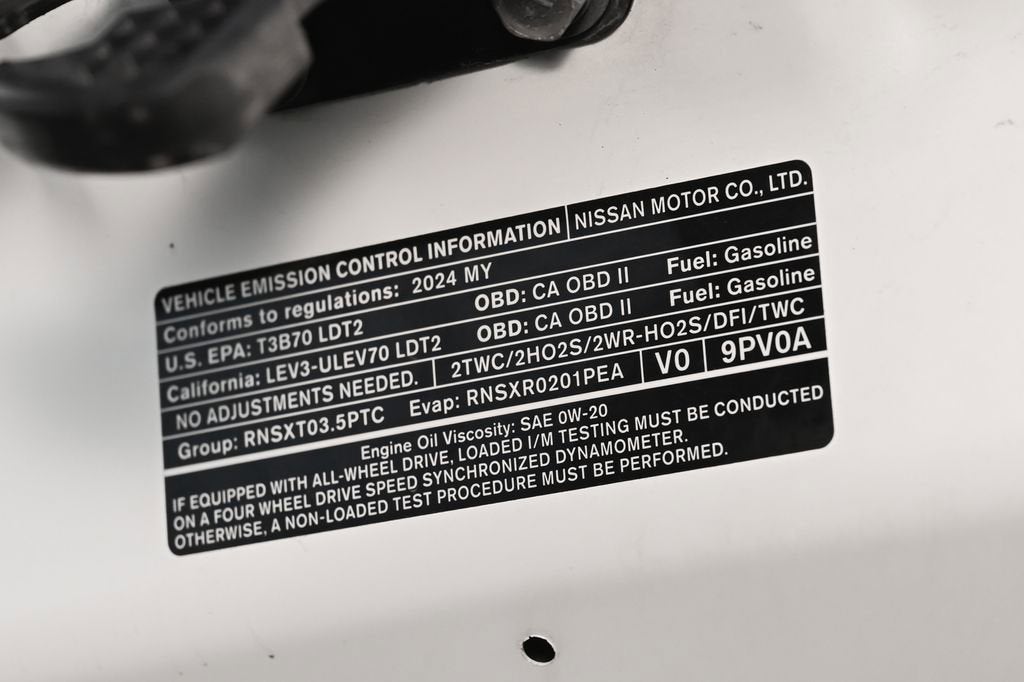 VEHICLE EMISSION CONTROL INFORMATION NISSAN MOTOR CO., LTD.
Conforms to regulations: 2024 MY
U.S. EPA: T3B70 LDT2 OBD: CA OBD II Fuel: Gasoline
California: LEV3-ULEV70 LDT2 OBD: CA OBD II Fuel: Gasoline
NO ADJUSTMENTS NEEDED. 2TWC/2HO2S/2WR-HO2S/DFI/TWC
Group: RNSXT03.5PTC Evap: RNSXR0201PEA V0 9PV0A
Engine Oil Viscosity: SAE 0W-20
IF EQUIPPED WITH ALL-WHEEL DRIVE, LOADED I/M TESTING MUST BE CONDUCTED
ON A FOUR WHEEL DRIVE SPEED SYNCHRONIZED DYNAMOMETER.
OTHERWISE, A NON-LOADED TEST PROCEDURE MUST BE PERFORMED.